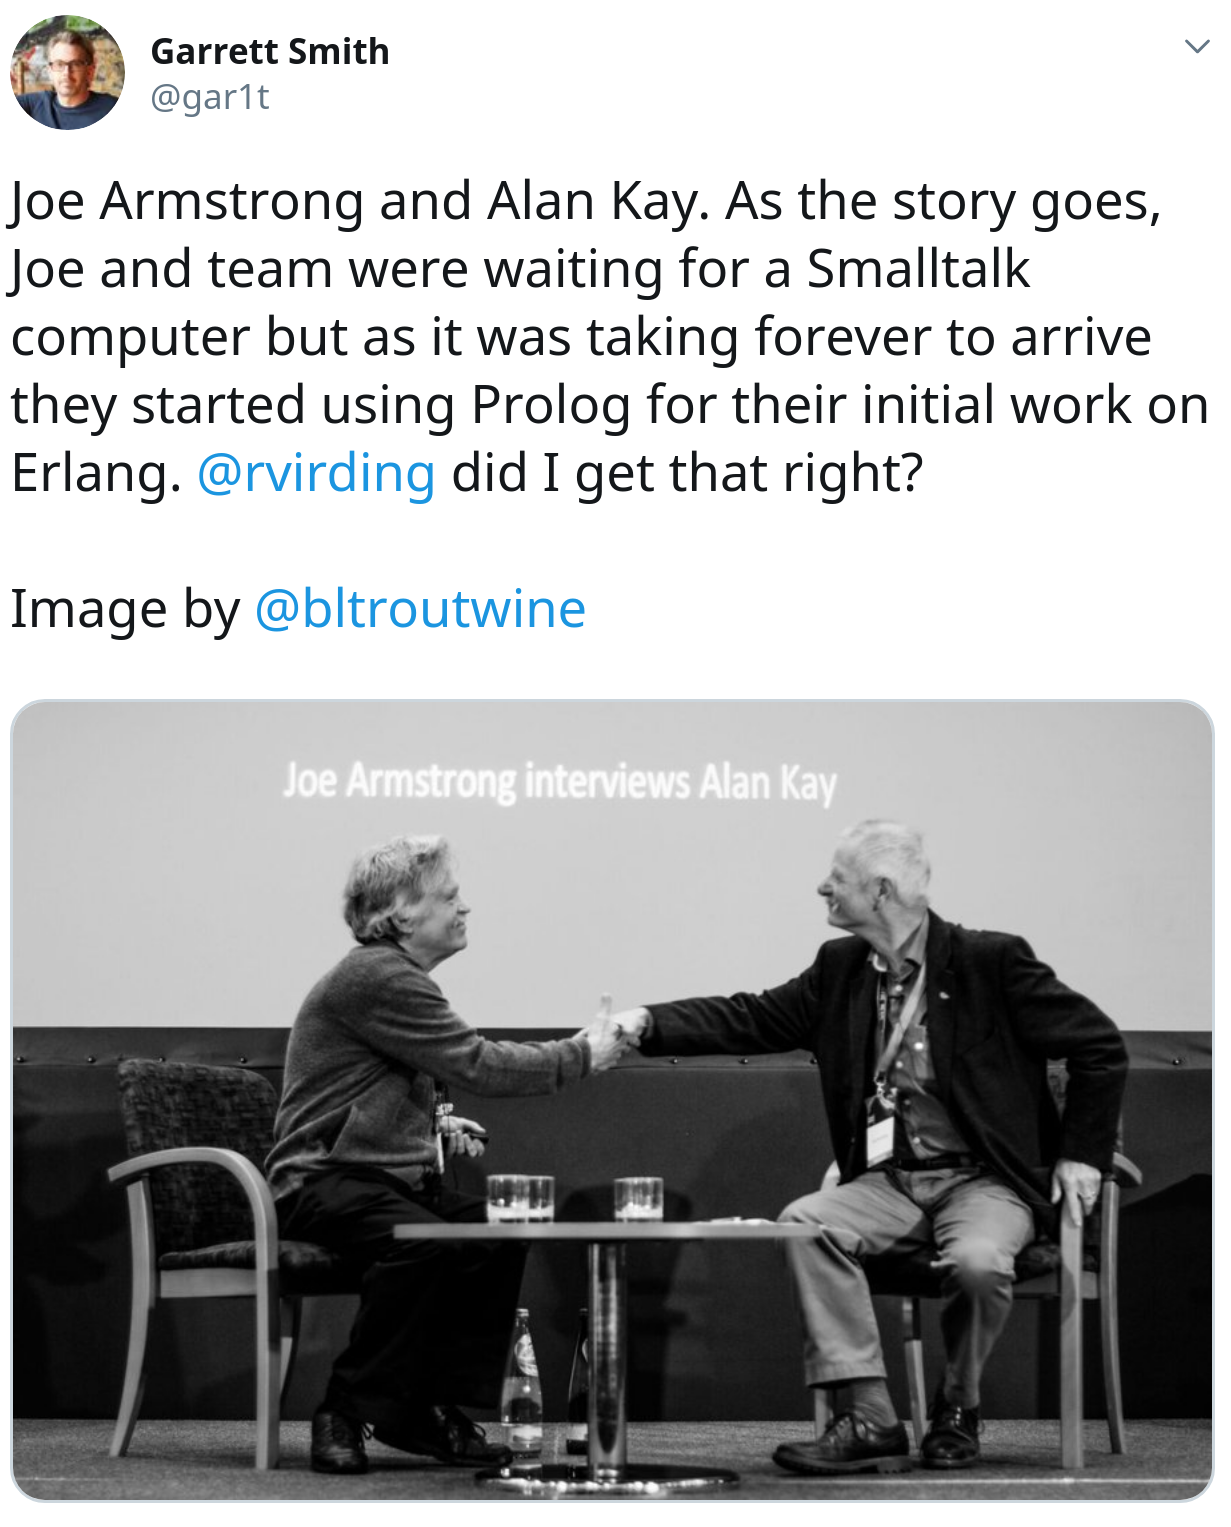 Garrett Smith
@gar1t
Joe Armstrong and Alan Kay. As the story goes,
Joe and team were waiting for a Smalltalk
computer but as it was taking forever to arrive
they started using Prolog for their initial work on
Erlang. @rvirding did I get that right?
Image by @bltroutwine
Joe Armstrong interviews Alan Kay